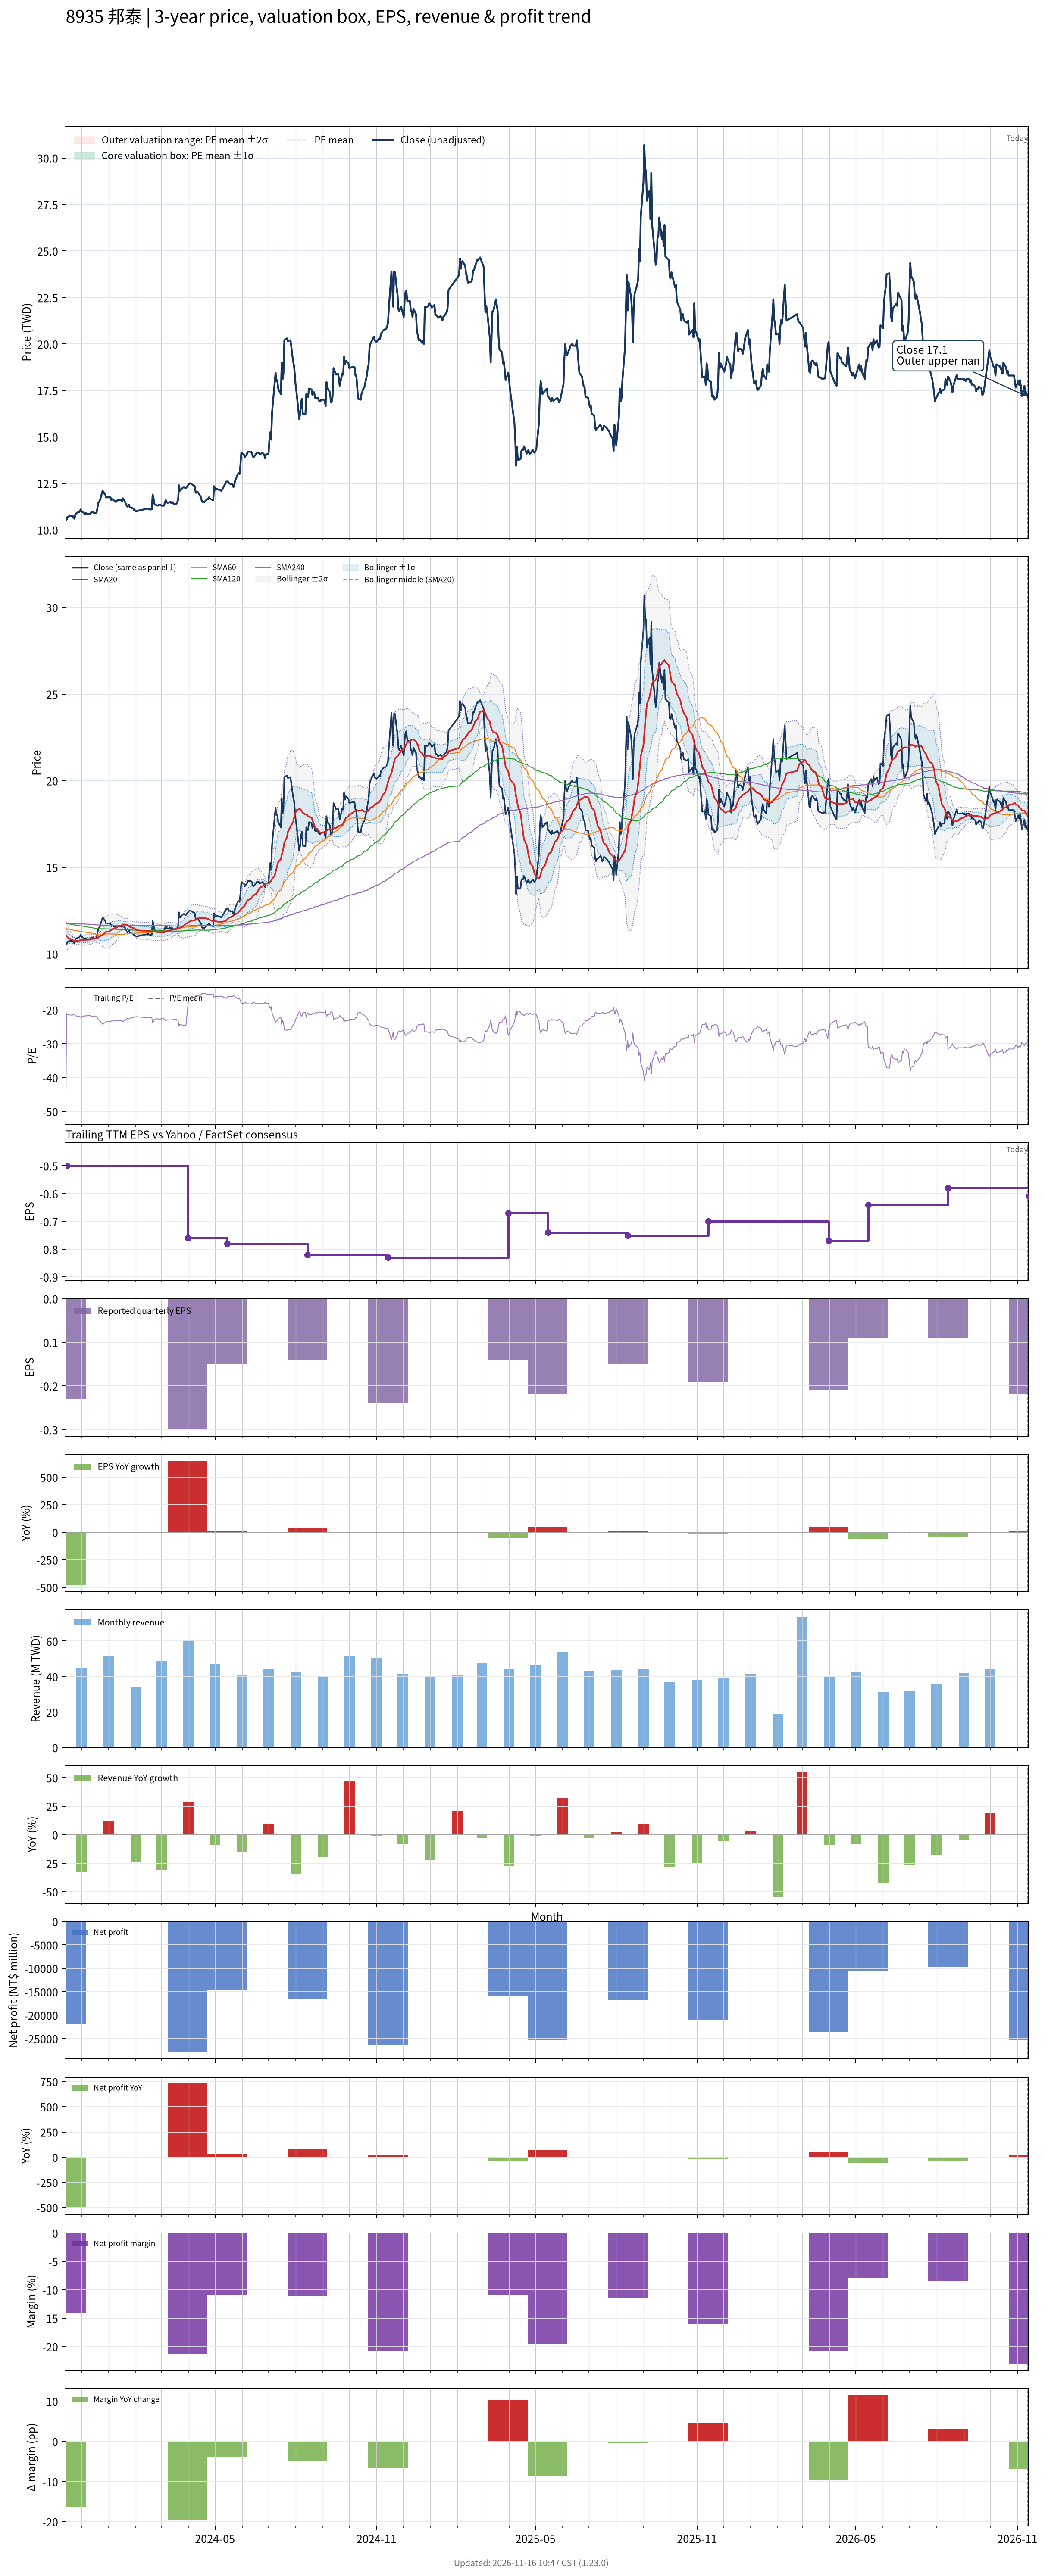 8935 邦泰 | 3-year price, valuation box, EPS, revenue & profit trend
Outer valuation range: PE mean ±2σ
PE mean
Close (unadjusted)
Core valuation box: PE mean ±1σ
Today
Price (TWD)
30.0
27.5
25.0
22.5
20.0
17.5
15.0
12.5
10.0
Close 17.1
Outer upper nan
Close (same as panel 1)
SMA20
SMA60
SMA120
SMA240
Bollinger ±2σ
Bollinger ±1σ
Bollinger middle (SMA20)
Price
30
25
20
15
10
Trailing P/E
P/E mean
P/E
-20
-30
-40
-50
Trailing TTM EPS vs Yahoo / FactSet consensus
Today
EPS
-0.5
-0.6
-0.7
-0.8
-0.9
Reported quarterly EPS
EPS
0.0
-0.1
-0.2
-0.3
EPS YoY growth
YoY (%)
500
250
0
-250
-500
Monthly revenue
Revenue (M TWD)
60
40
20
0
Revenue YoY growth
YoY (%)
50
25
0
-25
-50
Month
Net profit
Net profit (NT$ million)
0
-5000
-10000
-15000
-20000
-25000
Net profit YoY
YoY (%)
750
500
250
0
-250
-500
Net profit margin
Margin (%)
0
-5
-10
-15
-20
Margin YoY change
Δ margin (pp)
10
0
-10
-20
2024-05
2024-11
2025-05
2025-11
2026-05
2026-11
Updated: 2026-11-16 10:47 CST (1.23.0)